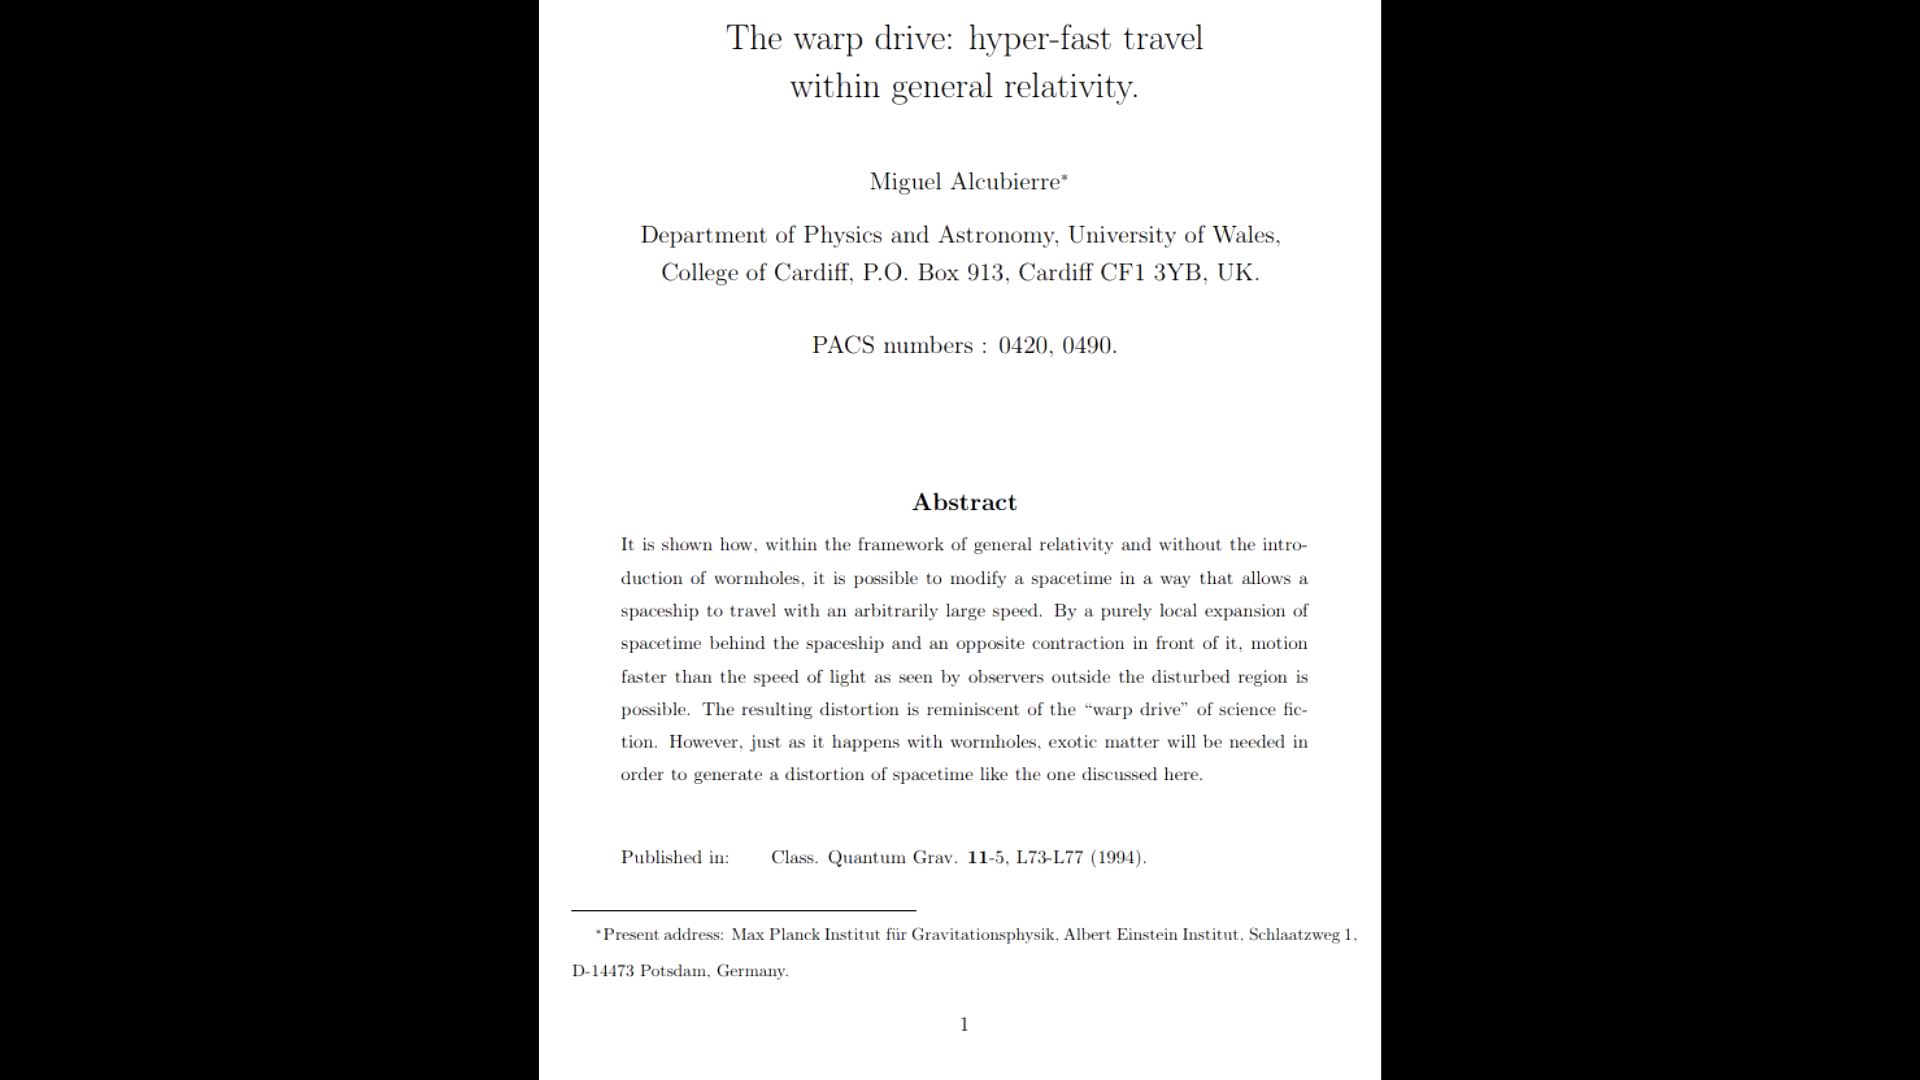 The warp drive: hyper-fast travel
within general relativity.
Miguel Alcubierre*
Department of Physics and Astronomy, University of Wales,
College of Cardiff, P.O. Box 913, Cardiff CF1 3YB, UK.
PACS numbers : 0420, 0490.
Abstract
It is shown how, within the framework of general relativity and without the intro-
duction of wormholes, it is possible to modify a spacetime in a way that allows a
spaceship to travel with an arbitrarily large speed. By a purely local expansion of
spacetime behind the spaceship and an opposite contraction in front of it, motion
faster than the speed of light as seen by observers outside the disturbed region is
possible. The resulting distortion is reminiscent of the “warp drive” of science fic-
tion. However, just as it happens with wormholes, exotic matter will be needed in
order to generate a distortion of spacetime like the one discussed here.
Published in: Class. Quantum Grav. 11-5, L73-L77 (1994).
*Present address: Max Planck Institut für Gravitationsphysik, Albert Einstein Institut, Schlaatzweg 1,
D-14473 Potsdam, Germany.
1